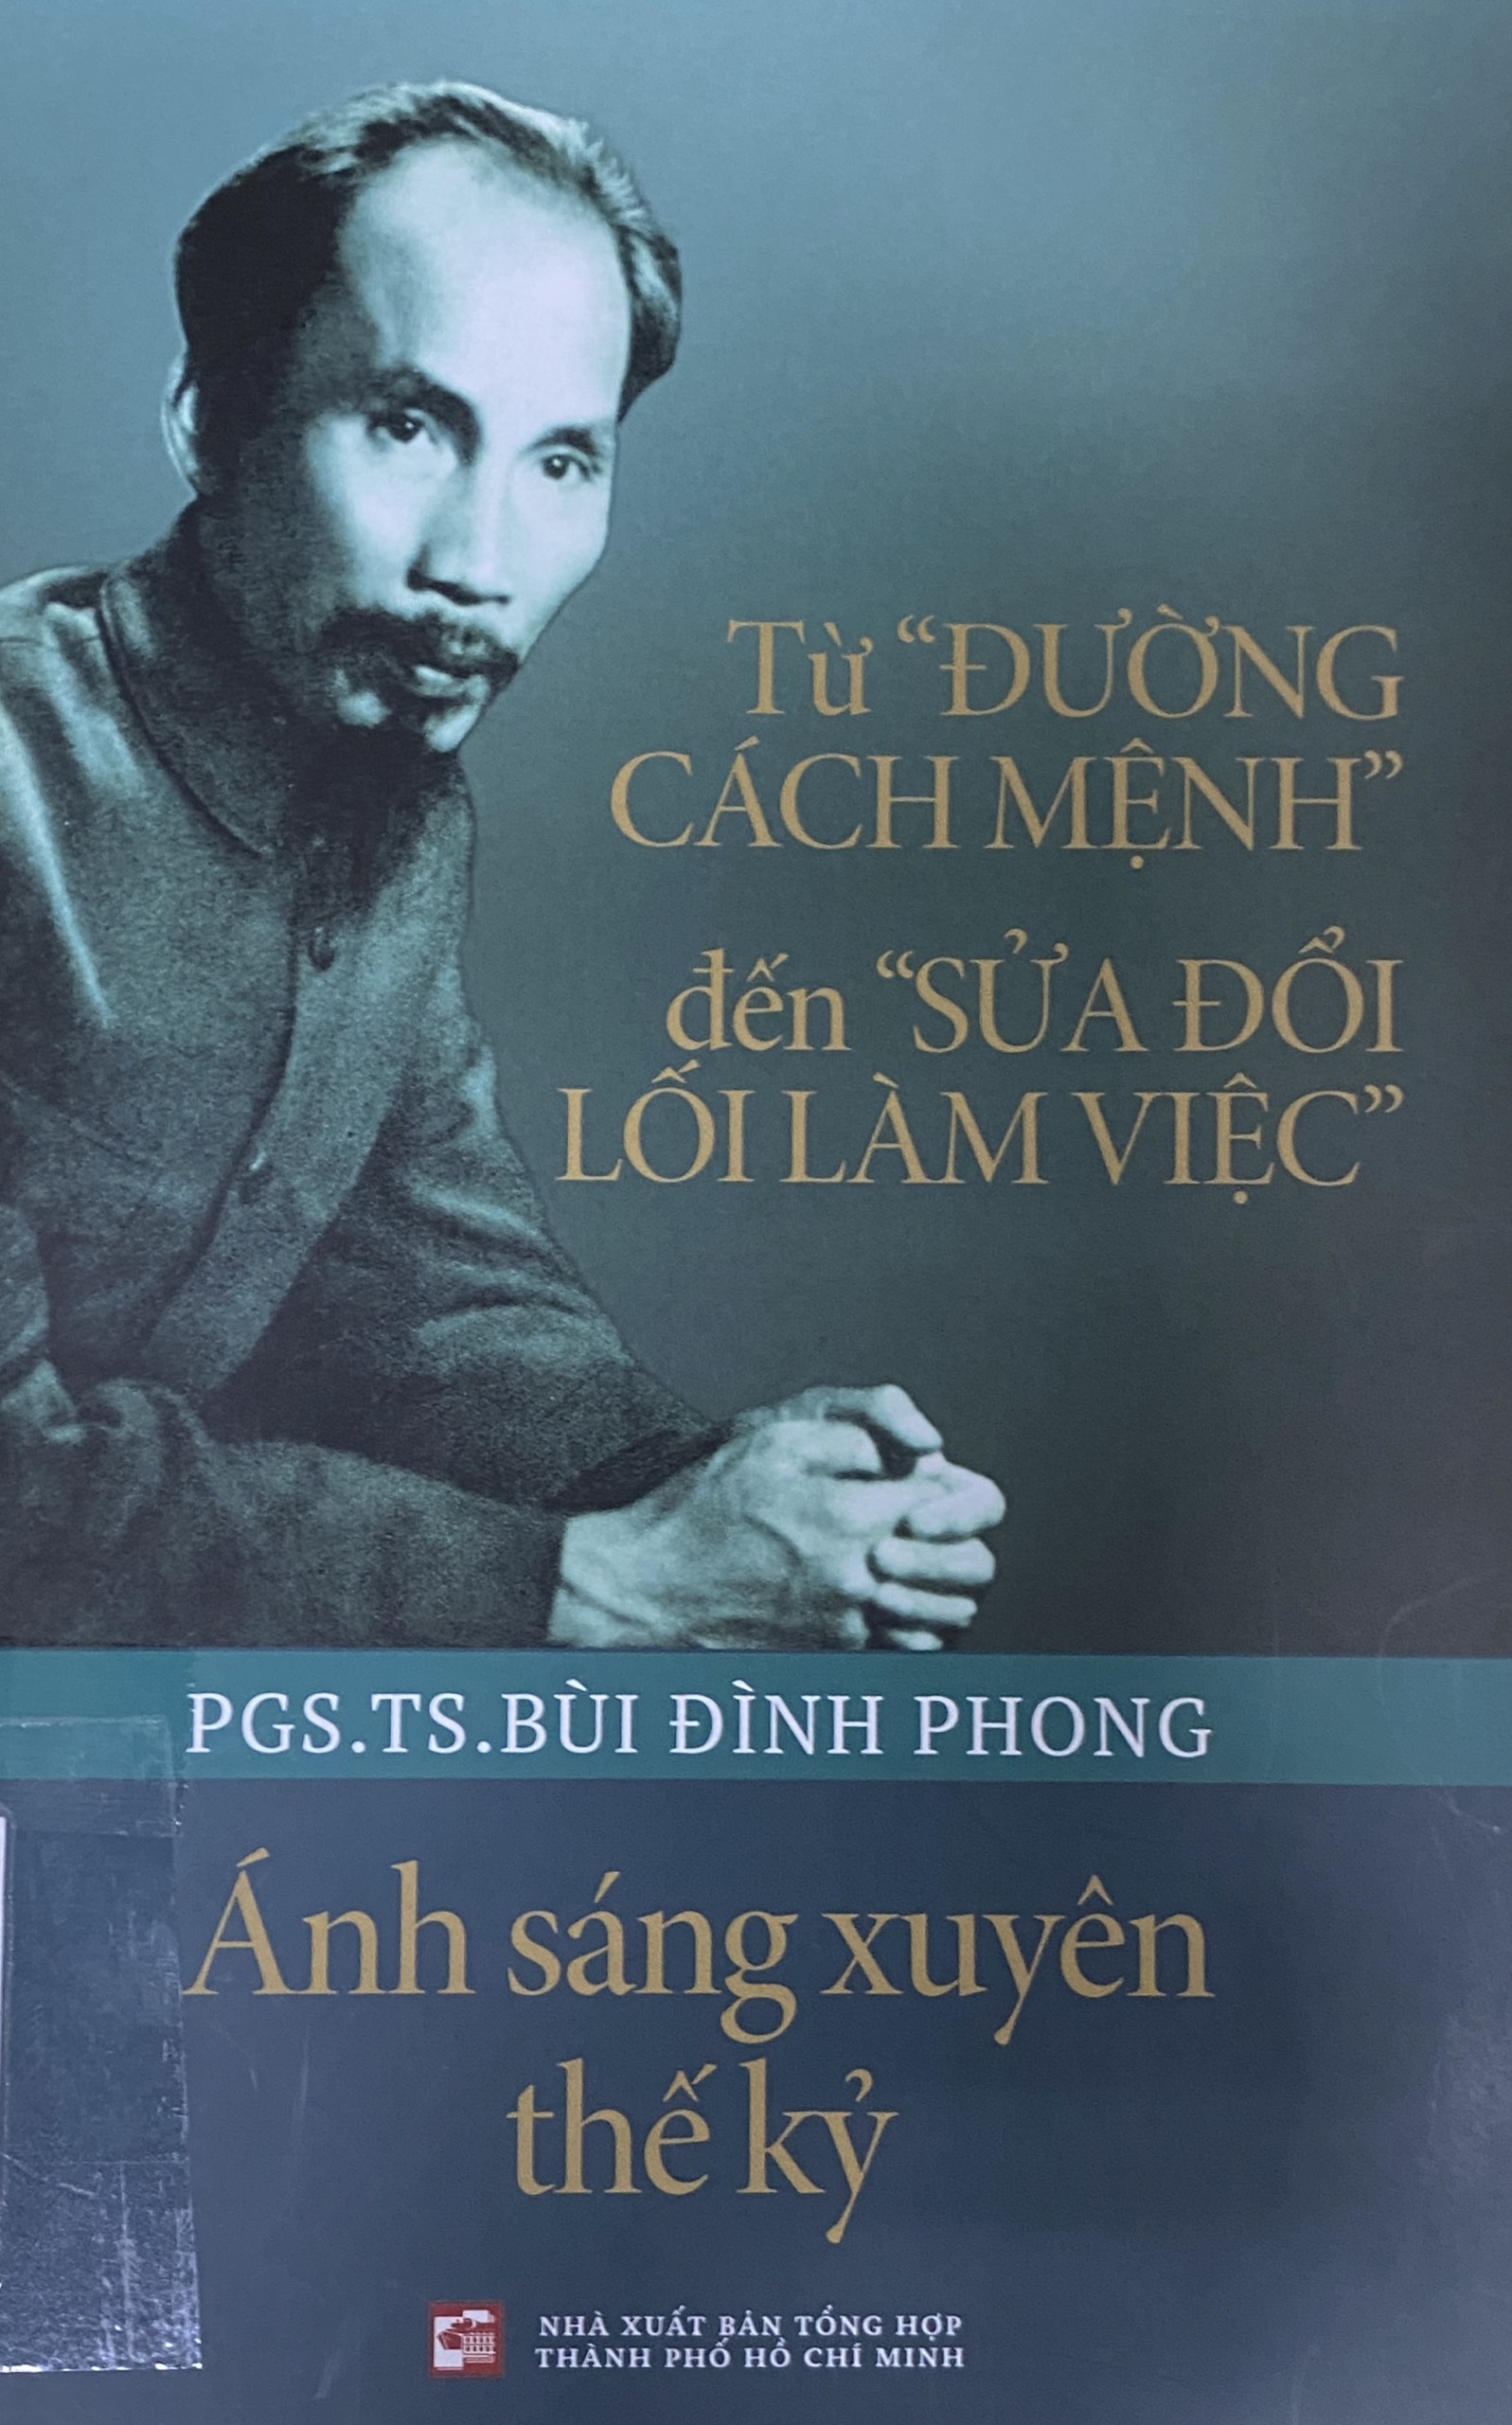 Từ “ĐƯỜNG
CÁCH MỆNH”
đến “SỬA ĐỔI
LỐI LÀM VIỆC”
PGS.TS.BÙI ĐÌNH PHONG
Ánh sáng xuyên
thế kỷ
NHÀ XUẤT BẢN TỔNG HỢP
THÀNH PHỐ HỒ CHÍ MINH